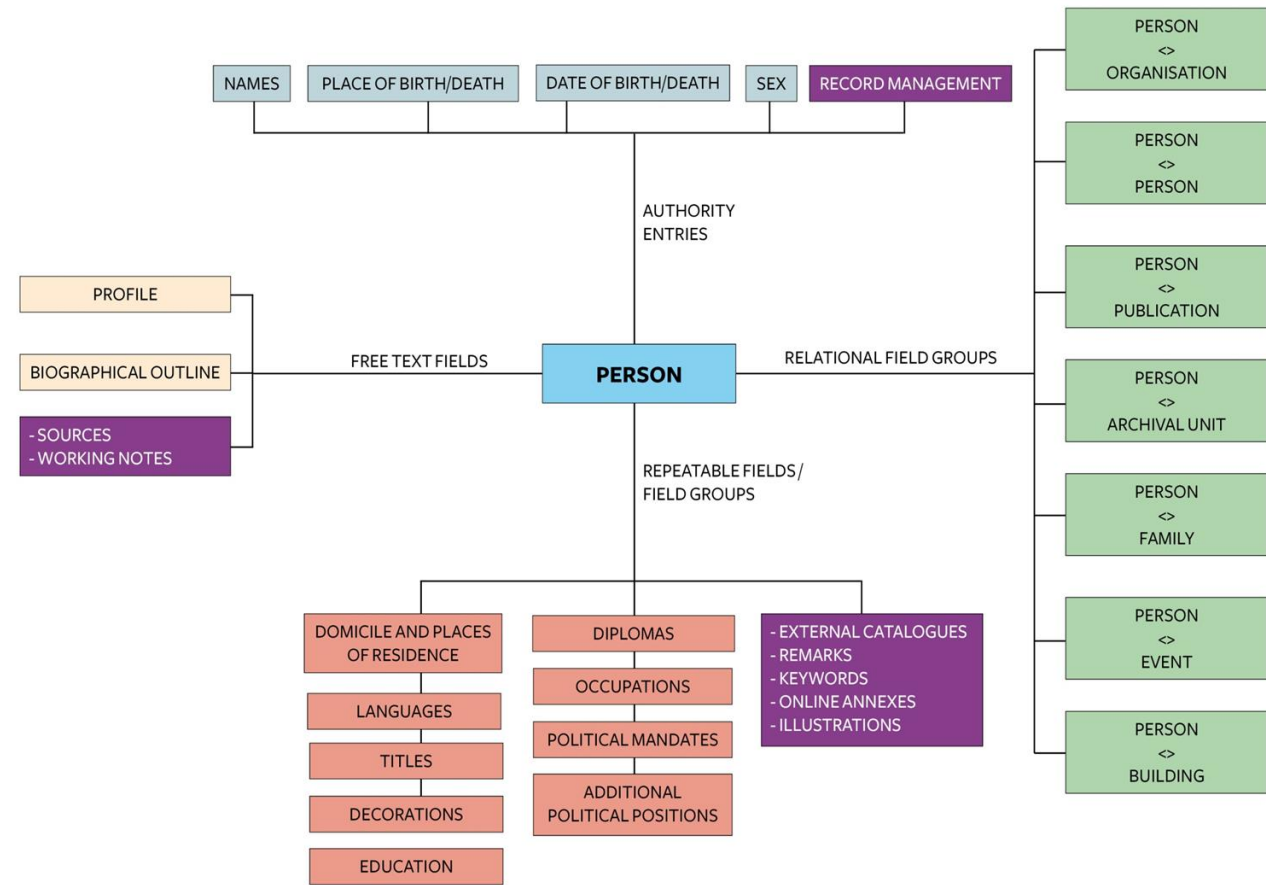 NAMES
PLACE OF BIRTH/DEATH
DATE OF BIRTH/DEATH
SEX
RECORD MANAGEMENT
AUTHORITY
ENTRIES
PROFILE
BIOGRAPHICAL OUTLINE
- SOURCES
- WORKING NOTES
FREE TEXT FIELDS
PERSON
RELATIONAL FIELD GROUPS
PERSON
<>
ORGANISATION
PERSON
<>
PERSON
PERSON
<>
PUBLICATION
PERSON
<>
ARCHIVAL UNIT
PERSON
<>
FAMILY
PERSON
<>
EVENT
PERSON
<>
BUILDING
REPEATABLE FIELDS/
FIELD GROUPS
DOMICILE AND PLACES
OF RESIDENCE
LANGUAGES
TITLES
DECORATIONS
EDUCATION
DIPLOMAS
OCCUPATIONS
POLITICAL MANDATES
ADDITIONAL
POLITICAL POSITIONS
- EXTERNAL CATALOGUES
- REMARKS
- KEYWORDS
- ONLINE ANNEXES
- ILLUSTRATIONS